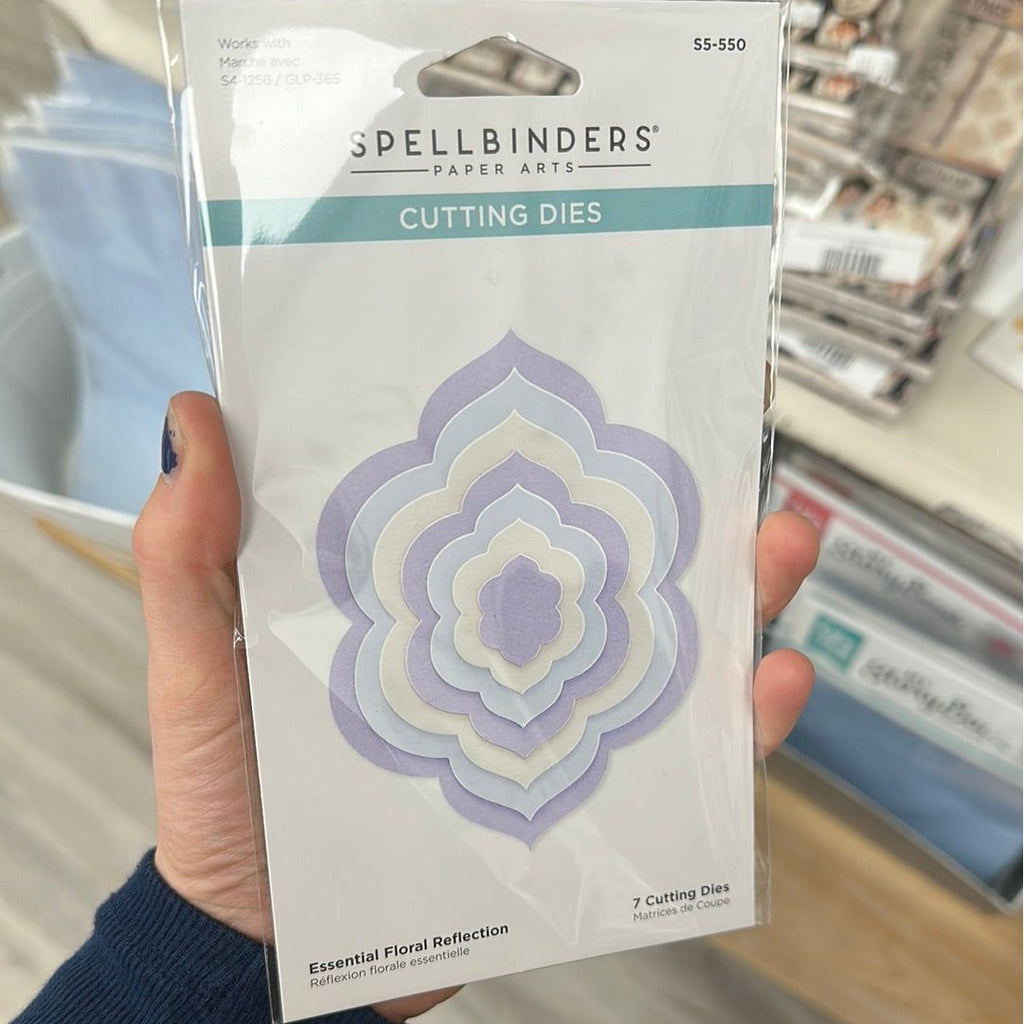 Works with
Marche avec
S4-1258 / GLP-365
S5-550
SPELLBINDERS®
PAPER ARTS
CUTTING DIES
7 Cutting Dies
Matrices de Coupe
Essential Floral Reflection
Réflexion florale essentielle